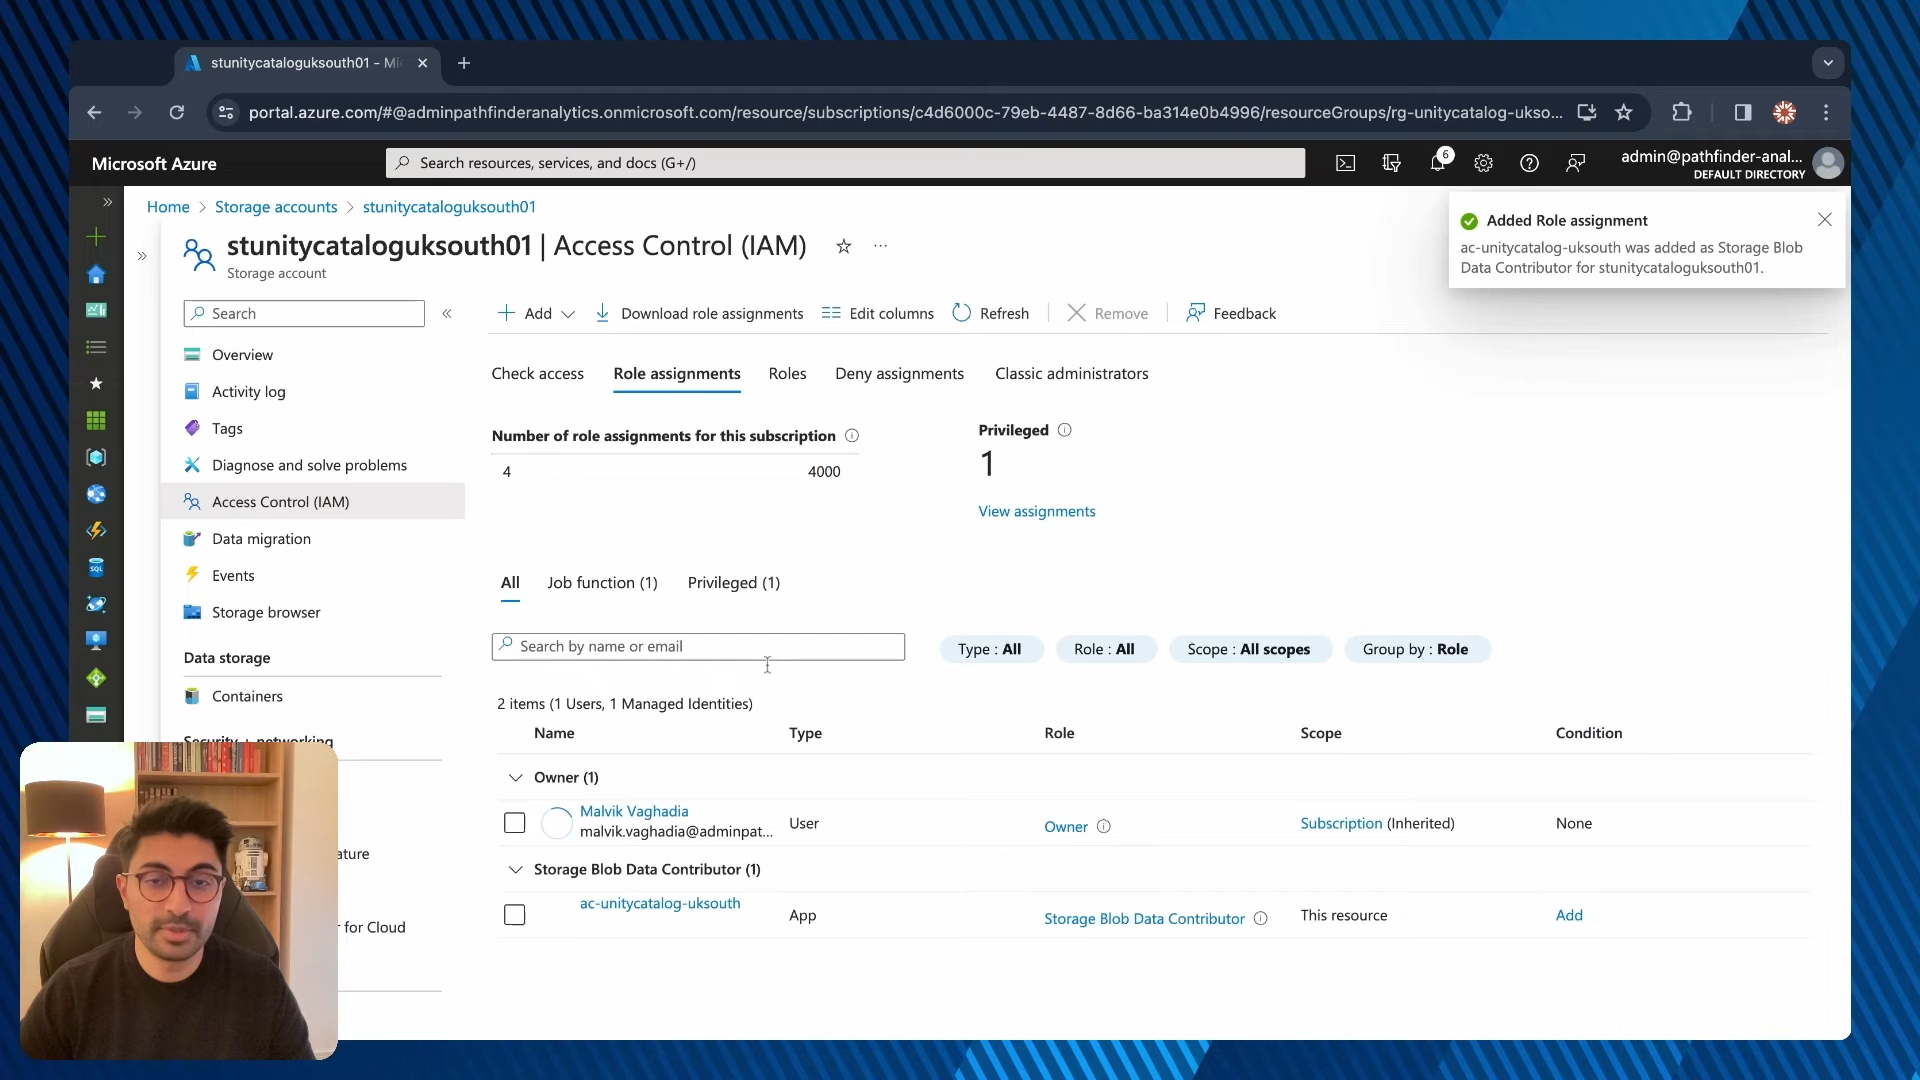 stunitycataloguksouth01 - Mi
portal.azure.com/#@adminpathfinderanalytics.onmicrosoft.com/resource/subscriptions/c4d6000c-79eb-4487-8d66-ba314e0b4996/resourceGroups/rg-unitycatalog-ukso...
Microsoft Azure
Search resources, services, and docs (G+/)
6
admin@pathfinder-anal...
DEFAULT DIRECTORY
Home > Storage accounts > stunitycataloguksouth01
Added Role assignment
ac-unitycatalog-uksouth was added as Storage Blob
Data Contributor for stunitycataloguksouth01.
stunitycataloguksouth01 | Access Control (IAM)
Storage account
Search
Add
Download role assignments
Edit columns
Refresh
Remove
Feedback
Overview
Activity log
Tags
Diagnose and solve problems
Access Control (IAM)
Data migration
Events
Storage browser
Data storage
Containers
Security + networking
ature
r for Cloud
Check access
Role assignments
Roles
Deny assignments
Classic administrators
Number of role assignments for this subscription
4
4000
Privileged
1
View assignments
All
Job function (1)
Privileged (1)
Search by name or email
Type : All
Role : All
Scope : All scopes
Group by : Role
2 items (1 Users, 1 Managed Identities)
Name Type Role Scope Condition
Owner (1)
Malvik Vaghadia
malvik.vaghadia@adminpat...
User
Owner
Subscription (Inherited)
None
Storage Blob Data Contributor (1)
ac-unitycatalog-uksouth
App
Storage Blob Data Contributor
This resource
Add
SQL